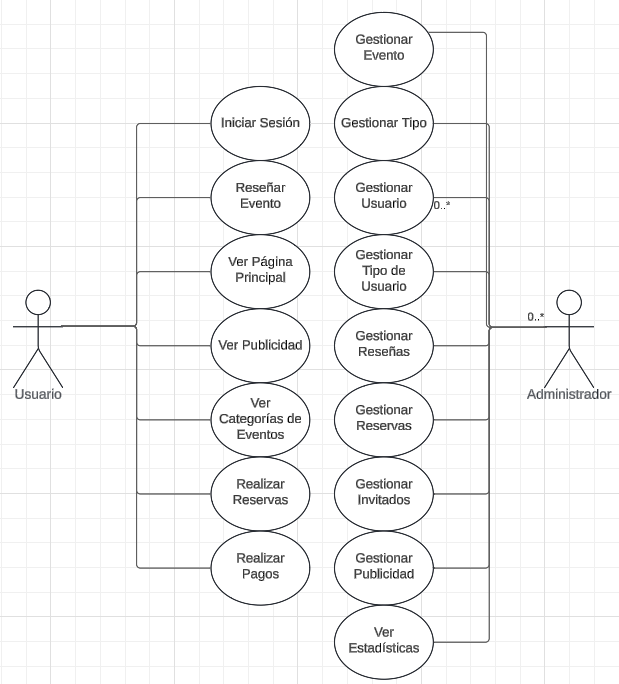 Gestionar
Evento
Iniciar Sesión
Gestionar Tipo
Reseñar
Evento
Gestionar
Usuario
0..*
Ver Página
Principal
Gestionar
Tipo de
Usuario
Ver Publicidad
Gestionar
Reseñas
0..*
Usuario
Administrador
Ver
Categorías de
Eventos
Gestionar
Reservas
Realizar
Reservas
Gestionar
Invitados
Realizar
Pagos
Gestionar
Publicidad
Ver
Estadísticas